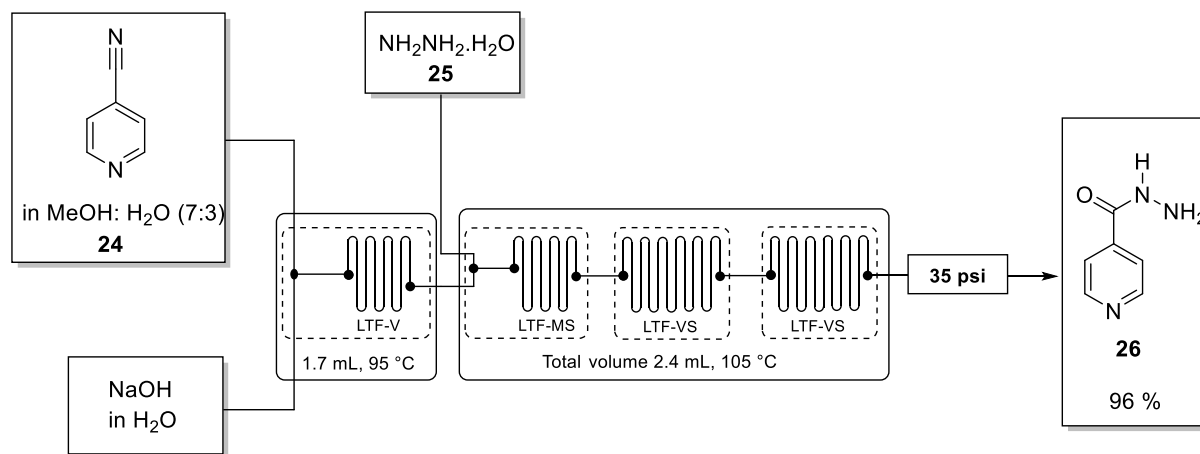 N
N
in MeOH: H₂O (7:3)
24
NH₂NH₂.H₂O
25
NaOH
in H₂O
LTF-V
1.7 mL, 95 °C
LTF-MS
LTF-VS
LTF-VS
Total volume 2.4 mL, 105 °C
35 psi
H
O
N
N
NH₂
N
26
96 %